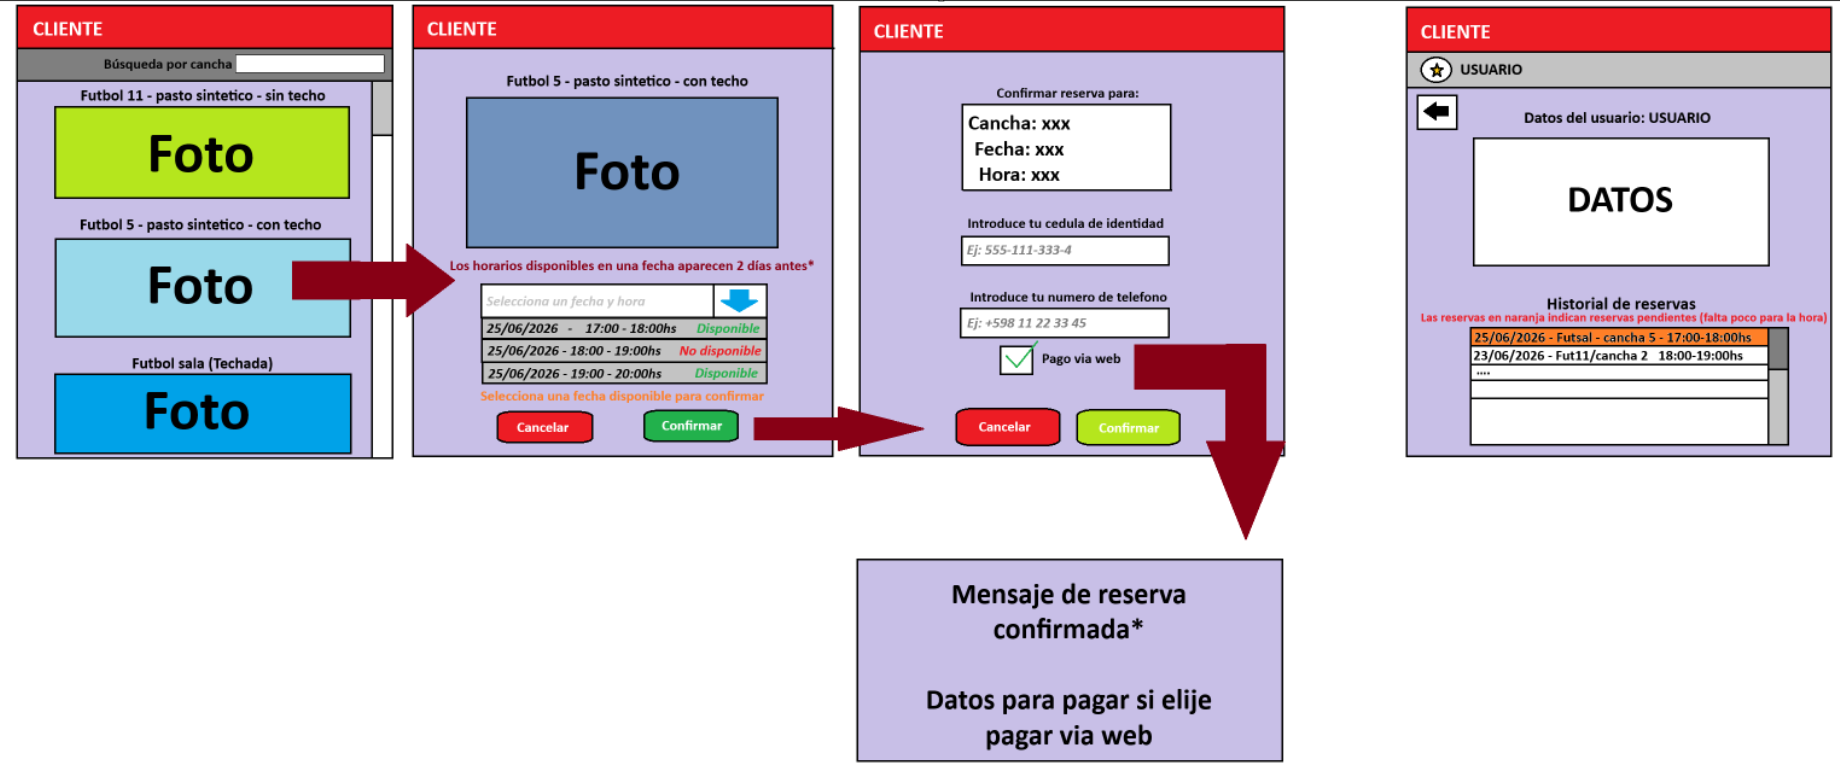 CLIENTE
Búsqueda por cancha
Futbol 11 - pasto sintetico - sin techo
Foto
Futbol 5 - pasto sintetico - con techo
Foto
Futbol sala (Techada)
Foto
CLIENTE
Futbol 5 - pasto sintetico - con techo
Foto
Los horarios disponibles en una fecha aparecen 2 días antes*
Selecciona un fecha y hora
25/06/2026 - 17:00 - 18:00hs Disponible
25/06/2026 - 18:00 - 19:00hs No disponible
25/06/2026 - 19:00 - 20:00hs Disponible
Selecciona una fecha disponible para confirmar
Cancelar Confirmar
CLIENTE
Confirmar reserva para:
Cancha: xxx
Fecha: xxx
Hora: xxx
Introduce tu cedula de identidad
Ej: 555-111-333-4
Introduce tu numero de telefono
Ej: +598 11 22 33 45
Pago via web
Cancelar Confirmar
Mensaje de reserva
confirmada*
Datos para pagar si elije
pagar via web
CLIENTE
USUARIO
Datos del usuario: USUARIO
DATOS
Historial de reservas
Las reservas en naranja indican reservas pendientes (falta poco para la hora)
25/06/2026 - Futsal - cancha 5 - 17:00-18:00hs
23/06/2026 - Fut11/cancha 2 18:00-19:00hs
....